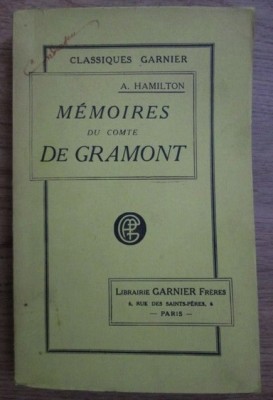 CLASSIQUES GARNIER
A. HAMILTON
MÉMOIRES
DU COMTE
DE GRAMONT
LIBRAIRIE GARNIER FRÈRES
6, RUE DES SAINTS-PÈRES, 6
— PARIS —